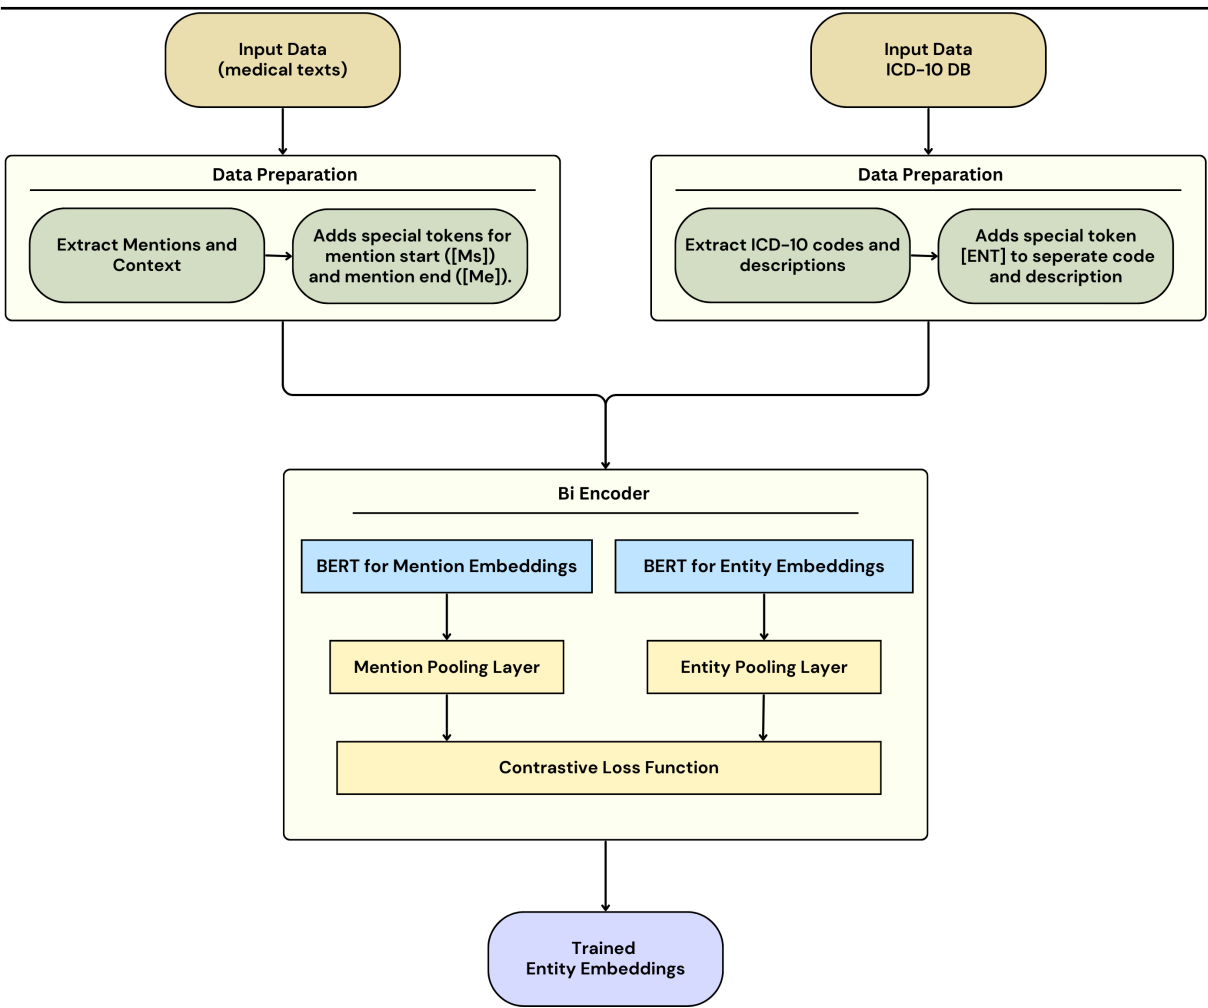 Input Data
(medical texts)
Input Data
ICD-10 DB
Data Preparation
Extract Mentions and
Context
Adds special tokens for
mention start ([Ms])
and mention end ([Me]).
Data Preparation
Extract ICD-10 codes and
descriptions
Adds special token
[ENT] to seperate code
and description
Bi Encoder
BERT for Mention Embeddings
BERT for Entity Embeddings
Mention Pooling Layer
Entity Pooling Layer
Contrastive Loss Function
Trained
Entity Embeddings